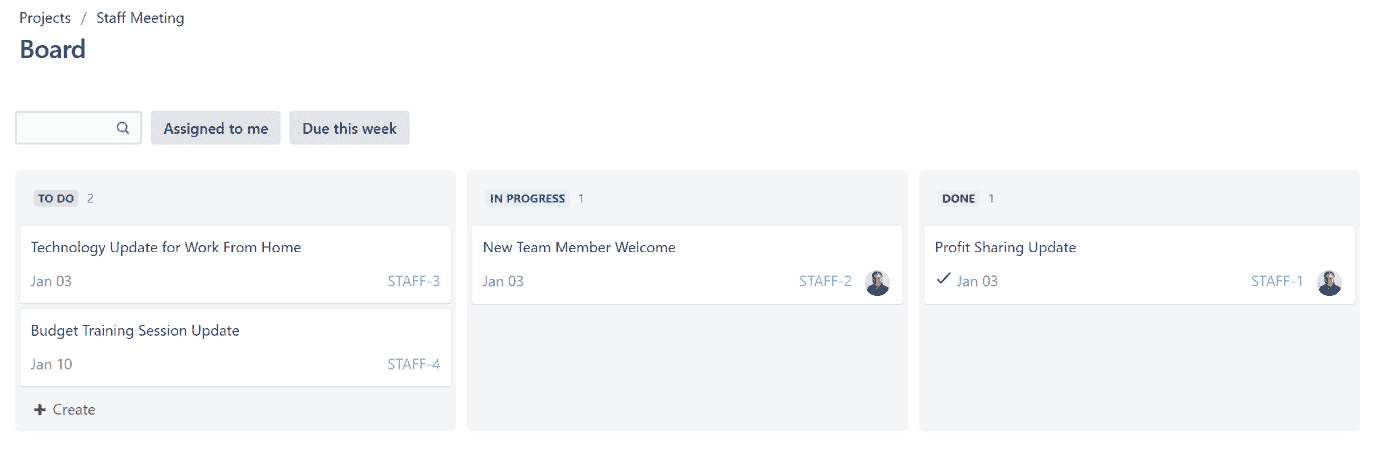 Projects / Staff Meeting
Board
Assigned to me
Due this week
TO DO 2
Technology Update for Work From Home
Jan 03 STAFF-3
Budget Training Session Update
Jan 10 STAFF-4
+ Create
IN PROGRESS 1
New Team Member Welcome
Jan 03 STAFF-2
DONE 1
Profit Sharing Update
Jan 03 STAFF-1